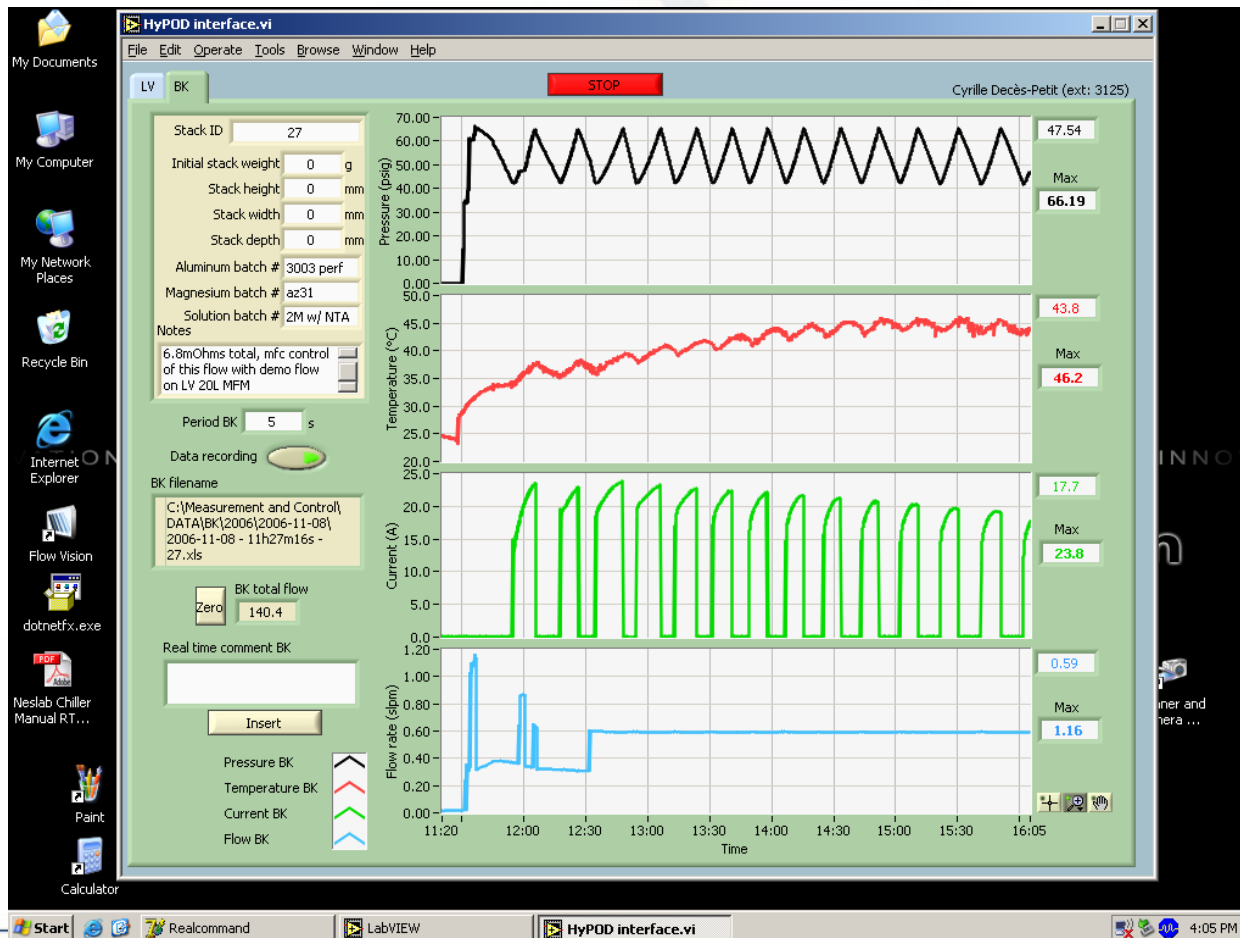 My Documents
My Computer
My Network
Places
Recycle Bin
Internet
Explorer
Flow Vision
dotnetfx.exe
PDF
Adobe
Neslab Chiller
Manual RT...
Paint
Calculator
HyPOD interface.vi
File Edit Operate Tools Browse Window Help
LV BK
STOP
Cyrille Decès-Petit (ext: 3125)
Stack ID 27
Initial stack weight 0 g
Stack height 0 mm
Stack width 0 mm
Stack depth 0 mm
Aluminum batch # 3003 perf
Magnesium batch # az31
Solution batch # 2M w/ NTA
Notes
6.8mOhms total, mfc control
of this flow with demo flow
on LV 20L MFM
Period BK 5 s
Data recording
BK filename
C:\Measurement and Control\
DATA\BK\2006\2006-11-08\
2006-11-08 - 11h27m16s -
27.xls
BK total flow
Zero 140.4
Real time comment BK
Insert
Pressure BK
Temperature BK
Current BK
Flow BK
Pressure (psig)
70.00
60.00
50.00
40.00
30.00
20.00
10.00
0.00
47.54
Max
66.19
Temperature (°C)
50.0
45.0
40.0
35.0
30.0
25.0
20.0
43.8
Max
46.2
Current (A)
25.0
20.0
15.0
10.0
5.0
0.0
17.7
Max
23.8
Flow rate (slpm)
1.20
1.00
0.80
0.60
0.40
0.20
0.00
0.59
Max
1.16
11:20 12:00 12:30 13:00 13:30 14:00 14:30 15:00 15:30 16:05
Time
INNO
Start Realcommand LabVIEW HyPOD interface.vi 4:05 PM